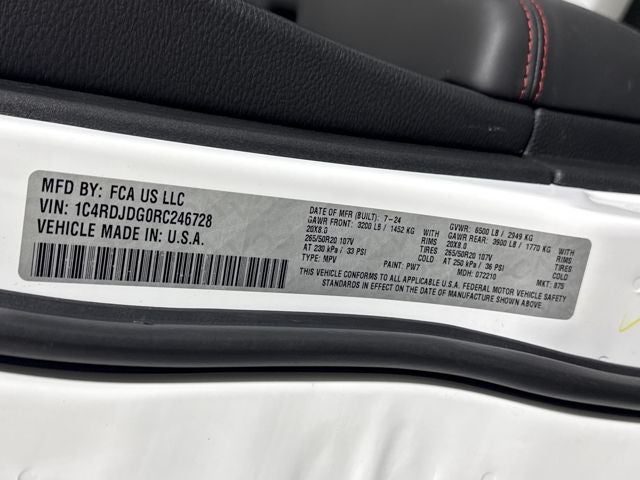 MFD BY: FCA US LLC
VIN: 1C4RDJDG0RC246728
VEHICLE MADE IN: U.S.A.
DATE OF MFR (BUILT): 7-24 GVWR: 6500 LB / 2949 KG
GAWR FRONT: 3200 LB / 1452 KG WITH GAWR REAR: 3900 LB / 1770 KG WITH
20X8.0 RIMS 20X8.0 RIMS
265/50R20 107V TIRES 265/50R20 107V TIRES
AT 230 kPa / 33 PSI COLD AT 250 kPa / 36 PSI COLD
TYPE: MPV PAINT: PW7 MDH: 072210 MKT: 875
THIS VEHICLE CONFORMS TO ALL APPLICABLE U.S.A. FEDERAL MOTOR VEHICLE SAFETY
STANDARDS IN EFFECT ON THE DATE OF MANUFACTURE SHOWN ABOVE.